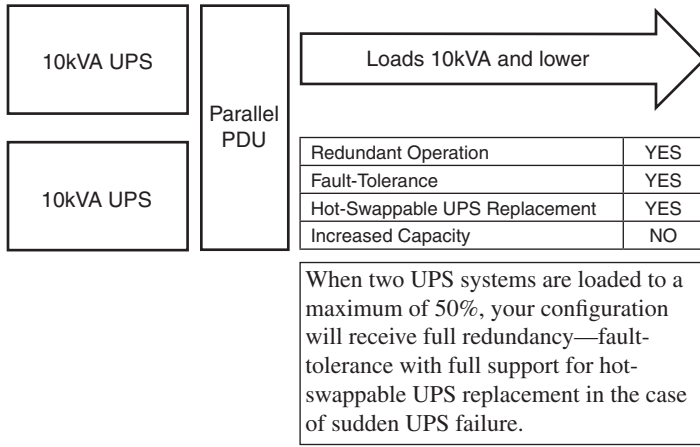 10kVA UPS
10kVA UPS
Parallel
PDU
Loads 10kVA and lower
Redundant Operation YES
Fault-Tolerance YES
Hot-Swappable UPS Replacement YES
Increased Capacity NO
When two UPS systems are loaded to a
maximum of 50%, your configuration
will receive full redundancy—fault-
tolerance with full support for hot-
swappable UPS replacement in the case
of sudden UPS failure.